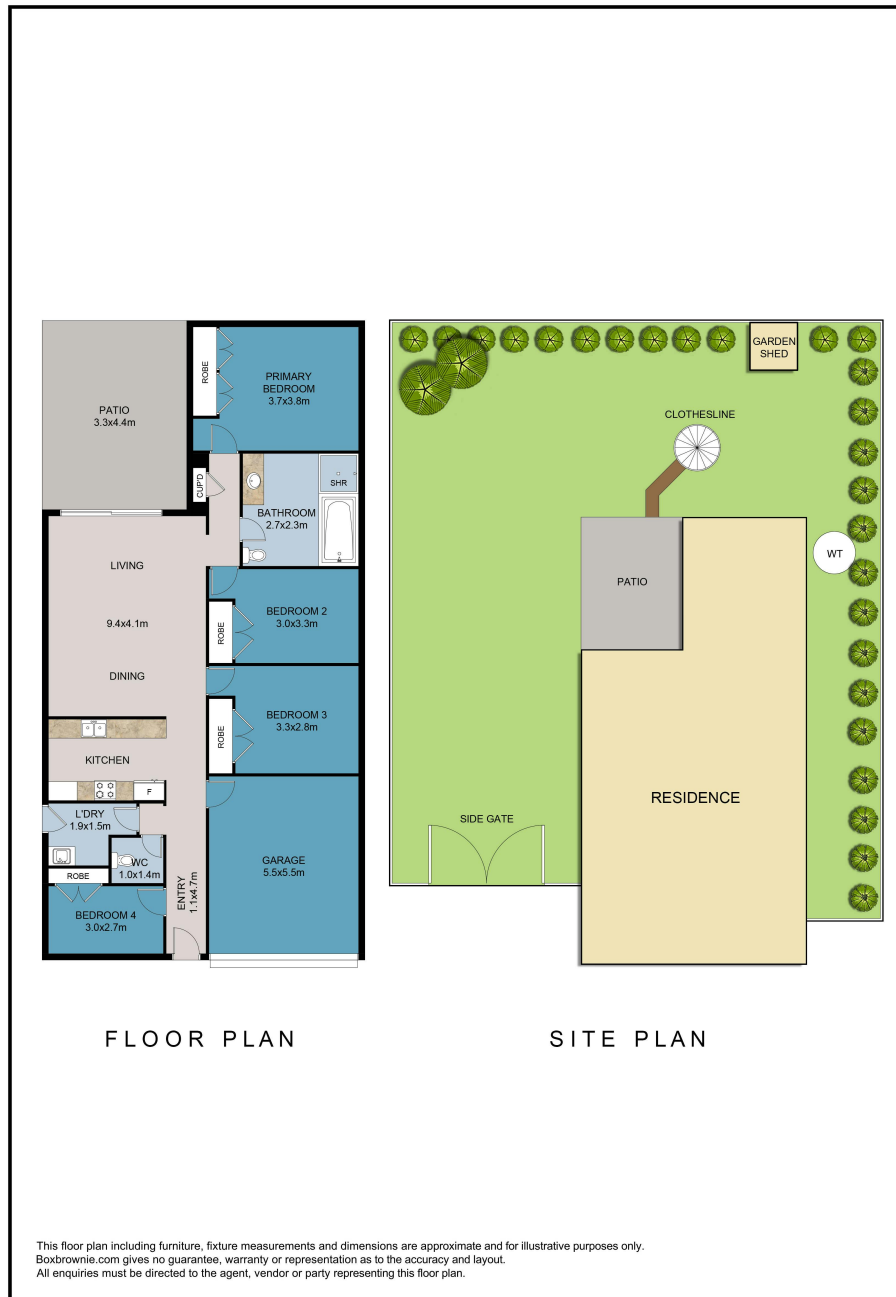 PATIO
3.3x4.4m
ROBE
PRIMARY
BEDROOM
3.7x3.8m
CUP'D
SHR
BATHROOM
2.7x2.3m
LIVING
9.4x4.1m
DINING
BEDROOM 2
3.0x3.3m
ROBE
BEDROOM 3
3.3x2.8m
ROBE
KITCHEN
F
L'DRY
1.9x1.5m
WC
1.0x1.4m
ROBE
BEDROOM 4
3.0x2.7m
ENTRY
1.1x4.7m
GARAGE
5.5x5.5m
FLOOR PLAN
GARDEN
SHED
CLOTHESLINE
WT
PATIO
RESIDENCE
SIDE GATE
SITE PLAN
This floor plan including furniture, fixture measurements and dimensions are approximate and for illustrative purposes only.
Boxbrownie.com gives no guarantee, warranty or representation as to the accuracy and layout.
All enquiries must be directed to the agent, vendor or party representing this floor plan.